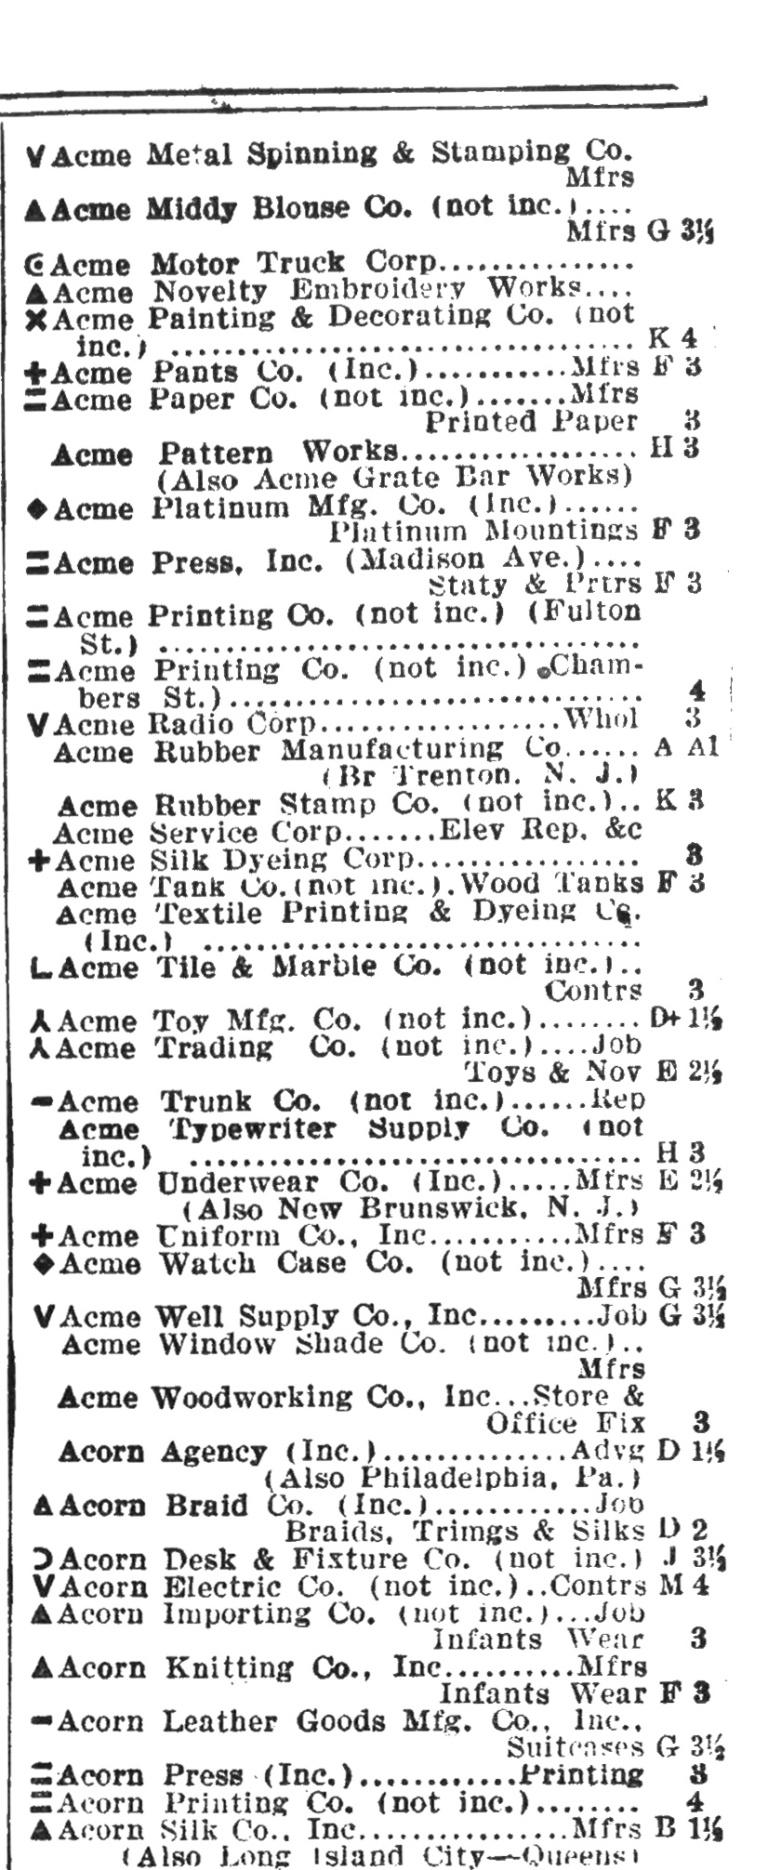 V Acme Metal Spinning & Stamping Co.
Mfrs
▲ Acme Middy Blouse Co. (not inc.)....
Mfrs G 3½
Acme Motor Truck Corp...............
▲ Acme Novelty Embroidery Works....
✕ Acme Painting & Decorating Co. (not
inc.) ................................. K 4
+ Acme Pants Co. (Inc.)...........Mfrs F 3
= Acme Paper Co. (not inc.).......Mfrs
Printed Paper 3
Acme Pattern Works.................. H 3
(Also Acme Grate Bar Works)
◆ Acme Platinum Mfg. Co. (Inc.)......
Platinum Mountings F 3
= Acme Press, Inc. (Madison Ave.)....
Staty & Prtrs F 3
= Acme Printing Co. (not inc.) (Fulton
St.) ..................................
= Acme Printing Co. (not inc.) (Cham-
bers St.)............................. 4
V Acme Radio Corp..................Whol 3
Acme Rubber Manufacturing Co...... A A1
(Br Trenton, N. J.)
Acme Rubber Stamp Co. (not inc.).. K 3
Acme Service Corp.......Elev Rep, &c
+ Acme Silk Dyeing Corp................. 3
Acme Tank Co.(not inc.).Wood Tanks F 3
Acme Textile Printing & Dyeing Co.
(Inc.) ................................
L Acme Tile & Marble Co. (not inc.)..
Contrs 3
⅄ Acme Toy Mfg. Co. (not inc.)........ D+ 1½
⅄ Acme Trading Co. (not inc.)....Job
Toys & Nov E 2½
- Acme Trunk Co. (not inc.)......Rep
Acme Typewriter Supply Co. (not
inc.) ................................. H 3
+ Acme Underwear Co. (Inc.).....Mfrs E 2½
(Also New Brunswick, N. J.)
+ Acme Uniform Co., Inc...........Mfrs F 3
◆ Acme Watch Case Co. (not inc.)....
Mfrs G 3½
V Acme Well Supply Co., Inc.........Job G 3½
Acme Window Shade Co. (not inc.)..
Mfrs
Acme Woodworking Co., Inc...Store &
Office Fix 3
Acorn Agency (Inc.)..............Advg D 1½
(Also Philadelphia, Pa.)
▲ Acorn Braid Co. (Inc.)............Job
Braids, Trimgs & Silks D 2
Ɔ Acorn Desk & Fixture Co. (not inc.) J 3½
V Acorn Electric Co. (not inc.)..Contrs M 4
▲ Acorn Importing Co. (not inc.)...Job
Infants Wear 3
▲ Acorn Knitting Co., Inc..........Mfrs
Infants Wear F 3
- Acorn Leather Goods Mfg. Co., Inc..
Suitcases G 3½
= Acorn Press (Inc.)............Printing 3
= Acorn Printing Co. (not inc.)........ 4
▲ Acorn Silk Co., Inc................Mfrs B 1½
(Also Long Island City—Queens)